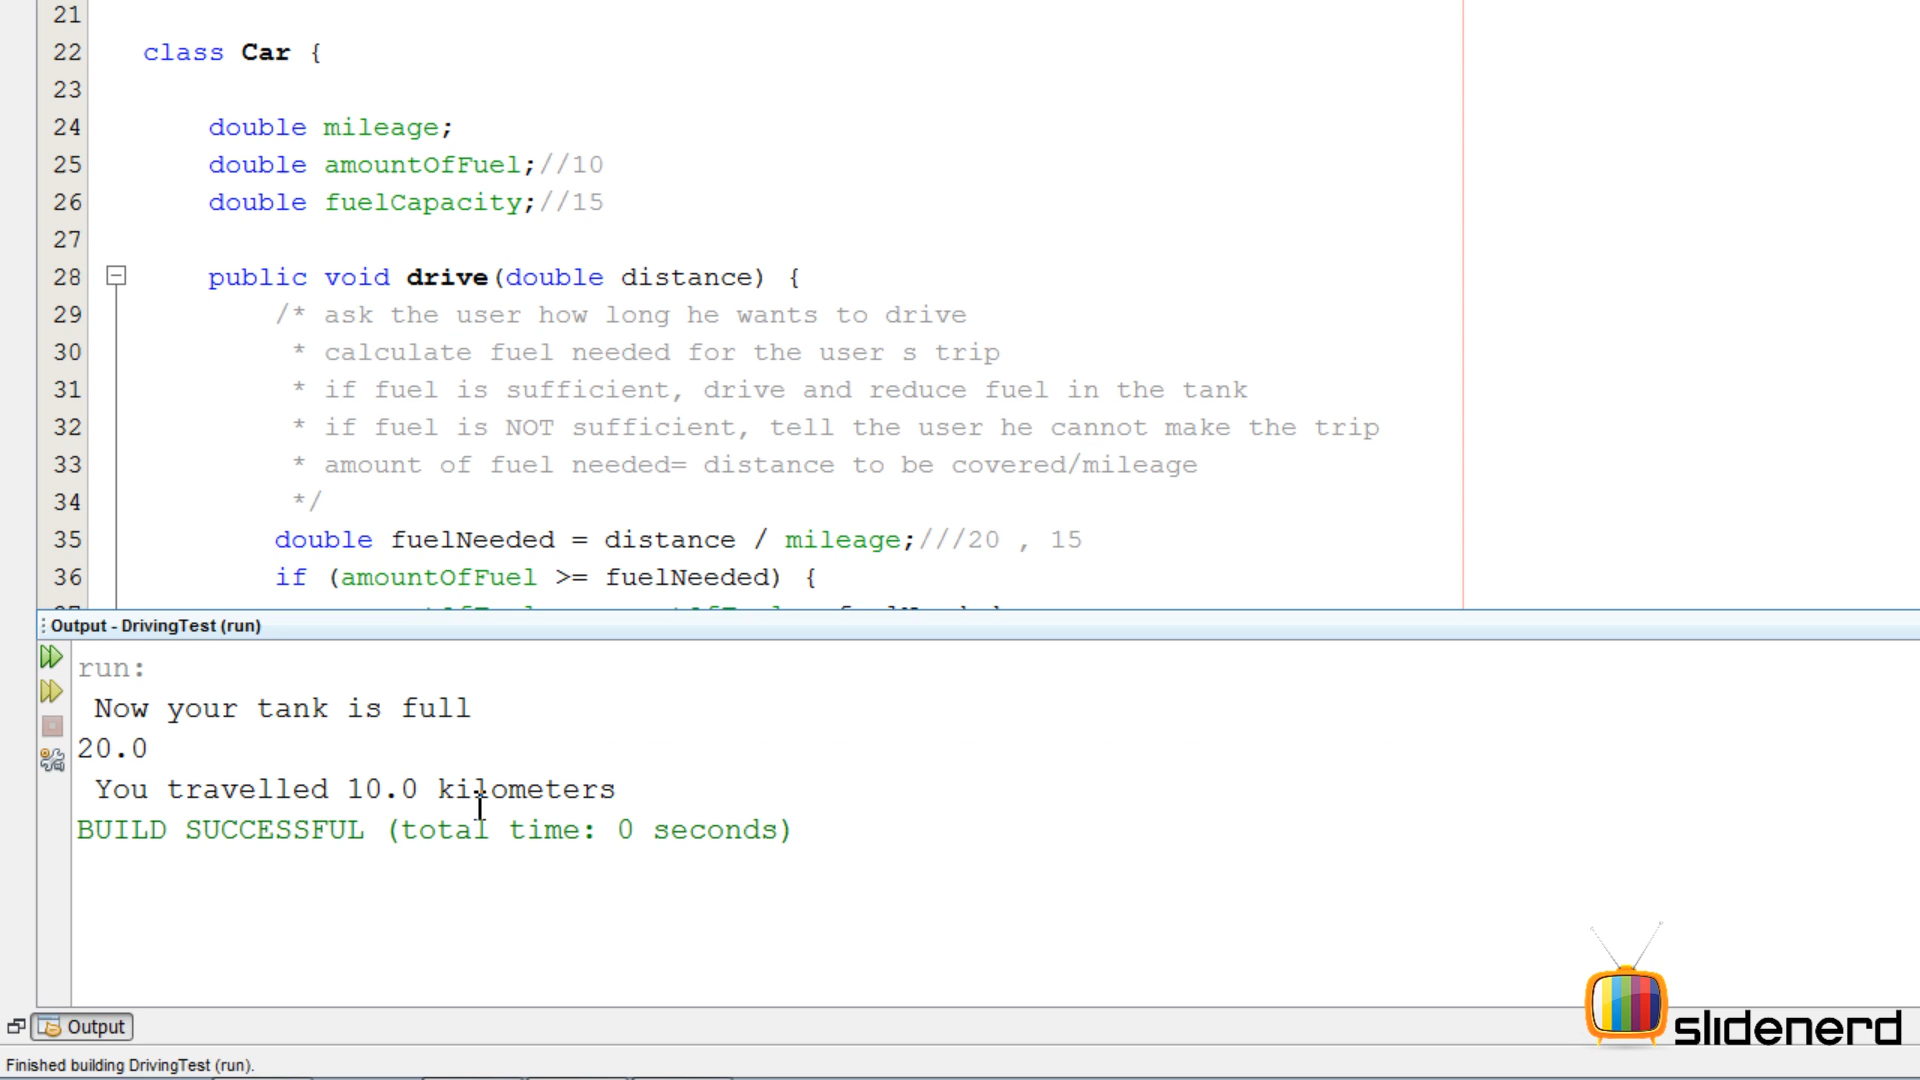 21
22 class Car {
23
24 double mileage;
25 double amountOfFuel;//10
26 double fuelCapacity;//15
27
28 public void drive(double distance) {
29 /* ask the user how long he wants to drive
30 * calculate fuel needed for the user s trip
31 * if fuel is sufficient, drive and reduce fuel in the tank
32 * if fuel is NOT sufficient, tell the user he cannot make the trip
33 * amount of fuel needed= distance to be covered/mileage
34 */
35 double fuelNeeded = distance / mileage;///20 , 15
36 if (amountOfFuel >= fuelNeeded) {
Output - DrivingTest (run)
run:
Now your tank is full
20.0
You travelled 10.0 kilometers
BUILD SUCCESSFUL (total time: 0 seconds)
Output
slidenerd
Finished building DrivingTest (run).